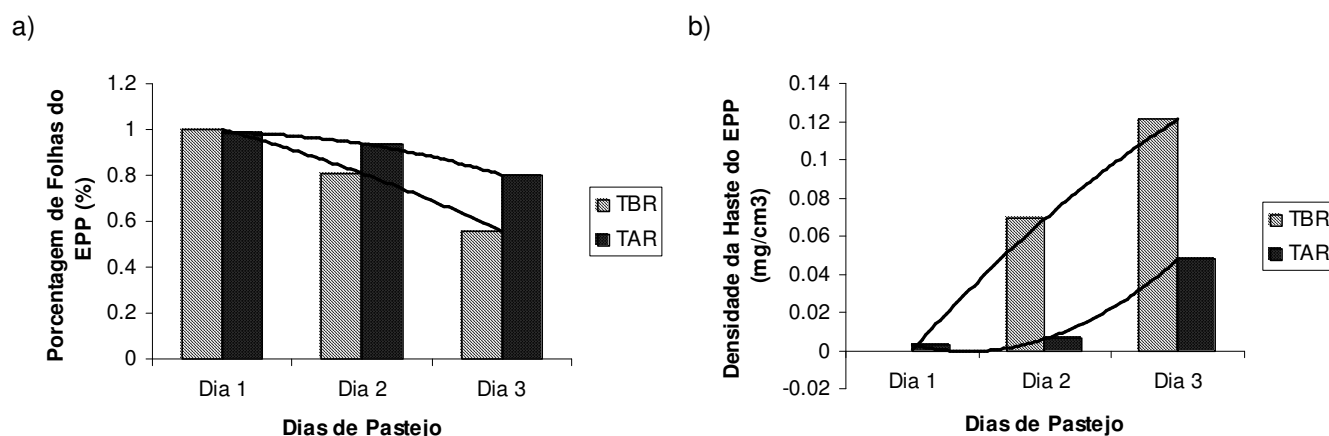 a)
Porcentagem de Folhas do
EPP (%)
1.2
1
0.8
0.6
0.4
0.2
0
Dia 1
Dia 2
Dia 3
Dias de Pastejo
TBR
TAR
b)
Densidade da Haste do EPP
(mg/cm3)
0.14
0.12
0.1
0.08
0.06
0.04
0.02
0
-0.02
Dia 1
Dia 2
Dia 3
Dias de Pastejo
TBR
TAR